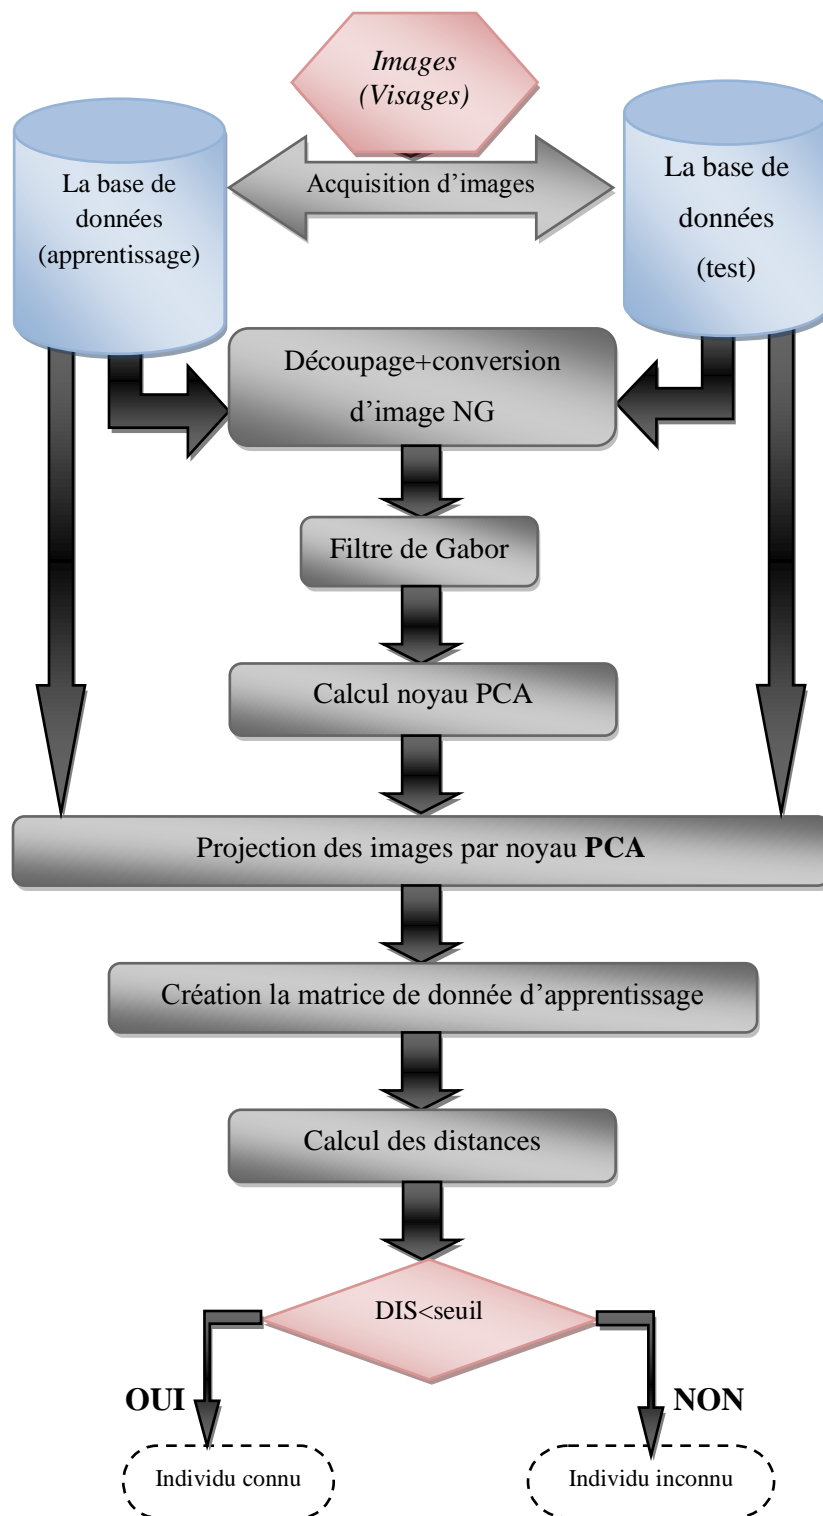 Images
(Visages)
Acquisition d’images
La base de
données
(apprentissage)
La base de
données
(test)
Découpage+conversion
d’image NG
Filtre de Gabor
Calcul noyau PCA
Projection des images par noyau PCA
Création la matrice de donnée d’apprentissage
Calcul des distances
DIS<seuil
OUI
NON
Individu connu
Individu inconnu